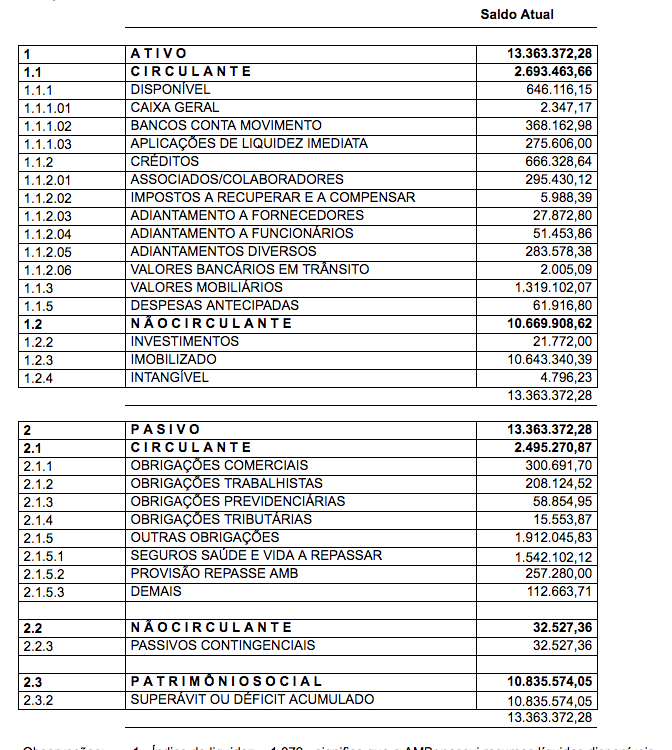 Saldo Atual
1 A T I V O 13.363.372,28
1.1 C I R C U L A N T E 2.693.463,66
1.1.1 DISPONÍVEL 646.116,15
1.1.1.01 CAIXA GERAL 2.347,17
1.1.1.02 BANCOS CONTA MOVIMENTO 368.162,98
1.1.1.03 APLICAÇÕES DE LIQUIDEZ IMEDIATA 275.606,00
1.1.2 CRÉDITOS 666.328,64
1.1.2.01 ASSOCIADOS/COLABORADORES 295.430,12
1.1.2.02 IMPOSTOS A RECUPERAR E A COMPENSAR 5.988,39
1.1.2.03 ADIANTAMENTO A FORNECEDORES 27.872,80
1.1.2.04 ADIANTAMENTO A FUNCIONÁRIOS 51.453,86
1.1.2.05 ADIANTAMENTOS DIVERSOS 283.578,38
1.1.2.06 VALORES BANCÁRIOS EM TRÂNSITO 2.005,09
1.1.3 VALORES MOBILIÁRIOS 1.319.102,07
1.1.5 DESPESAS ANTECIPADAS 61.916,80
1.2 N Ã O C I R C U L A N T E 10.669.908,62
1.2.2 INVESTIMENTOS 21.772,00
1.2.3 IMOBILIZADO 10.643.340,39
1.2.4 INTANGÍVEL 4.796,23
13.363.372,28
2 P A S I V O 13.363.372,28
2.1 C I R C U L A N T E 2.495.270,87
2.1.1 OBRIGAÇÕES COMERCIAIS 300.691,70
2.1.2 OBRIGAÇÕES TRABALHISTAS 208.124,52
2.1.3 OBRIGAÇÕES PREVIDENCIÁRIAS 58.854,95
2.1.4 OBRIGAÇÕES TRIBUTÁRIAS 15.553,87
2.1.5 OUTRAS OBRIGAÇÕES 1.912.045,83
2.1.5.1 SEGUROS SAÚDE E VIDA A REPASSAR 1.542.102,12
2.1.5.2 PROVISÃO REPASSE AMB 257.280,00
2.1.5.3 DEMAIS 112.663,71
2.2 N Ã O C I R C U L A N T E 32.527,36
2.2.3 PASSIVOS CONTINGENCIAIS 32.527,36
2.3 P A T R I M Ô N I O S O C I A L 10.835.574,05
2.3.2 SUPERÁVIT OU DÉFICIT ACUMULADO 10.835.574,05
13.363.372,28